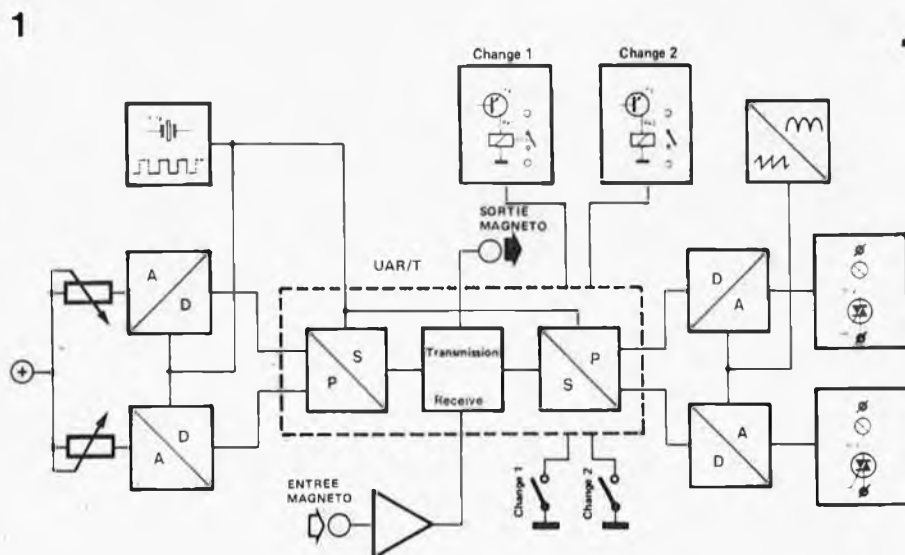 1
Change 1
Change 2
SORTIE
MAGNETO
UAR/T
A
D
D
A
S
P
Transmission
Receive
P
S
D
A
A
D
ENTREE
MAGNETO
Change 1
Change 2